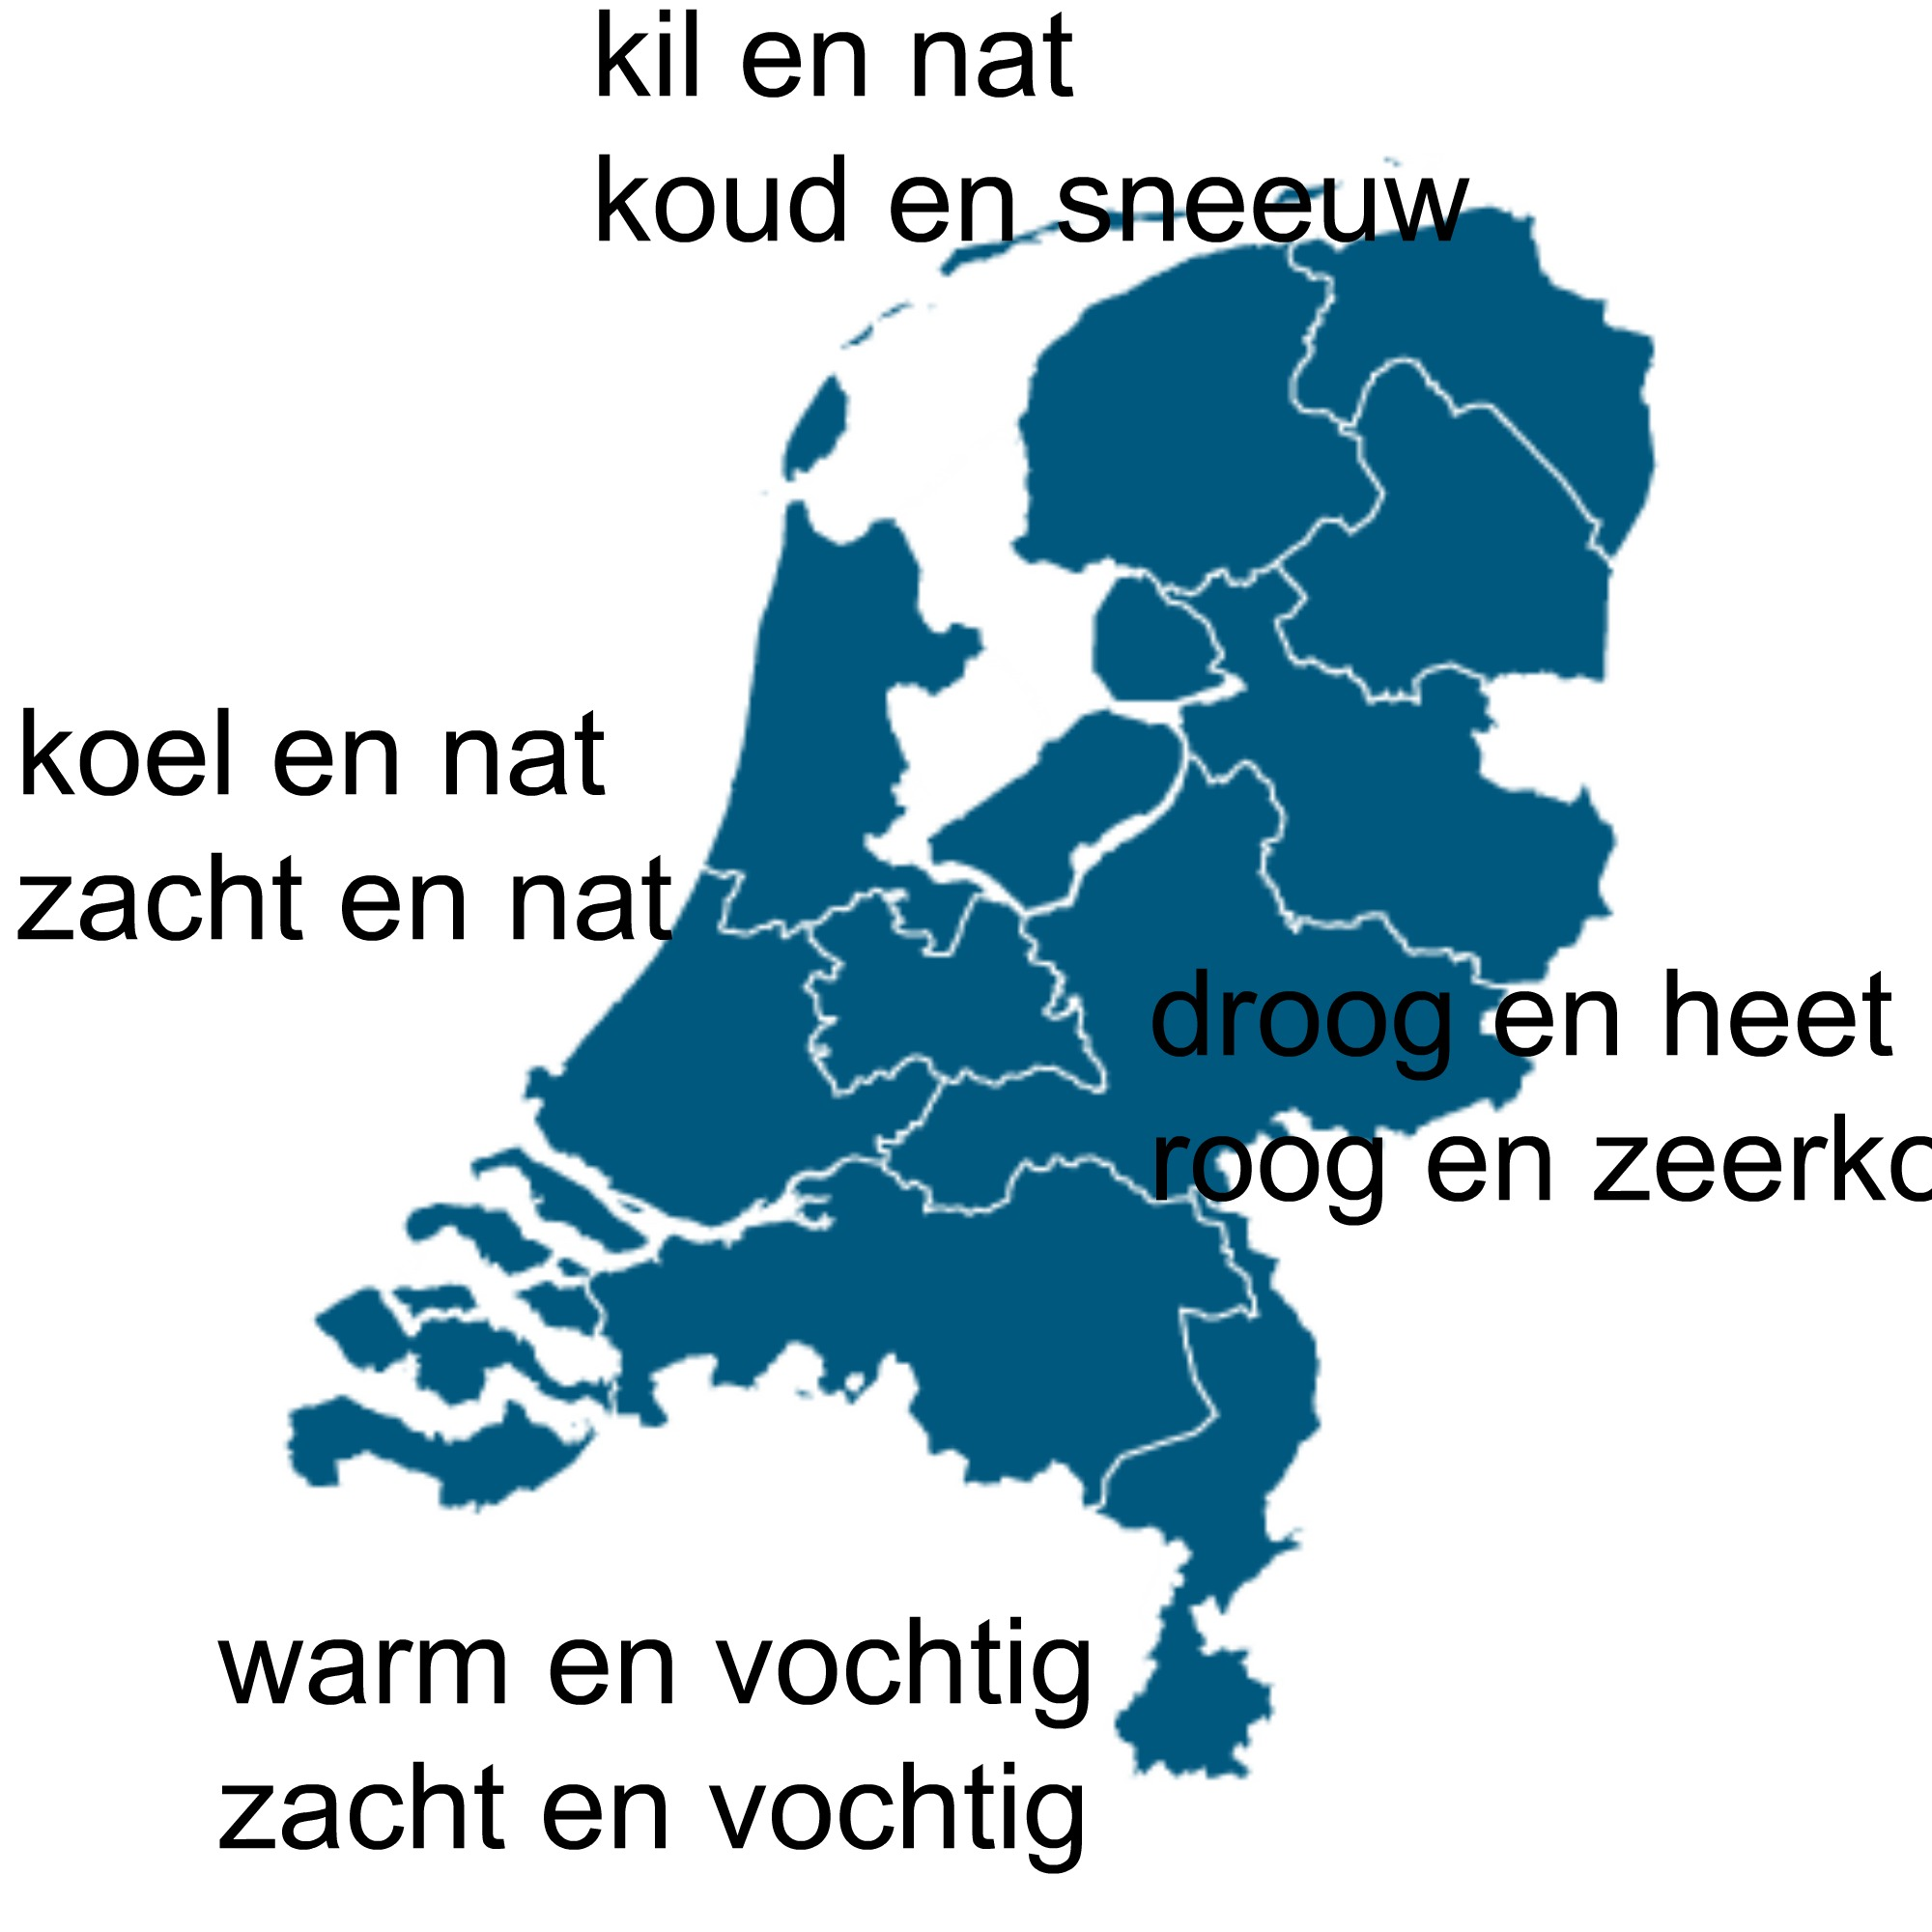 kil en nat
koud en sneeuw
koel en nat
zacht en nat
droog en heet
roog en zeerko
warm en vochtig
zacht en vochtig